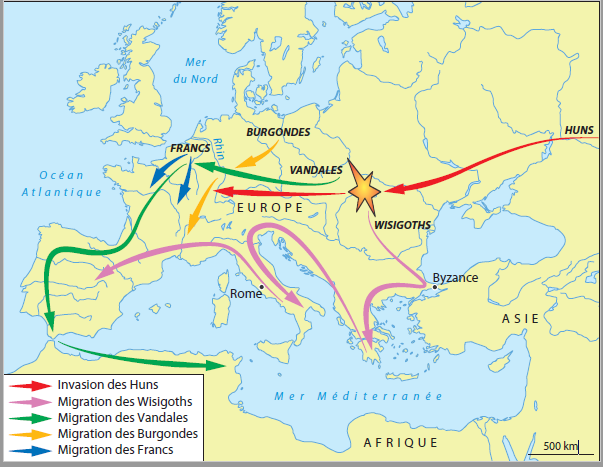 Mer
du Nord
BURGONDES
HUNS
Rhin
FRANCS
VANDALES
Océan
Atlantique
EUROPE
WISIGOTHS
Byzance
Rome
ASIE
Invasion des Huns
Migration des Wisigoths
Migration des Vandales
Migration des Burgondes
Migration des Francs
Mer Méditerranée
AFRIQUE
500 km